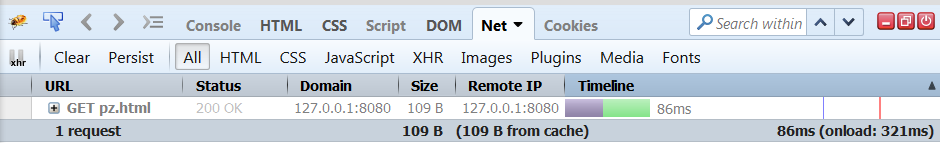 Console HTML CSS Script DOM Net Cookies Search within
xhr Clear Persist All HTML CSS JavaScript XHR Images Plugins Media Fonts
URL Status Domain Size Remote IP Timeline
GET pz.html 200 OK 127.0.0.1:8080 109 B 127.0.0.1:8080 86ms
1 request 109 B (109 B from cache) 86ms (onload: 321ms)